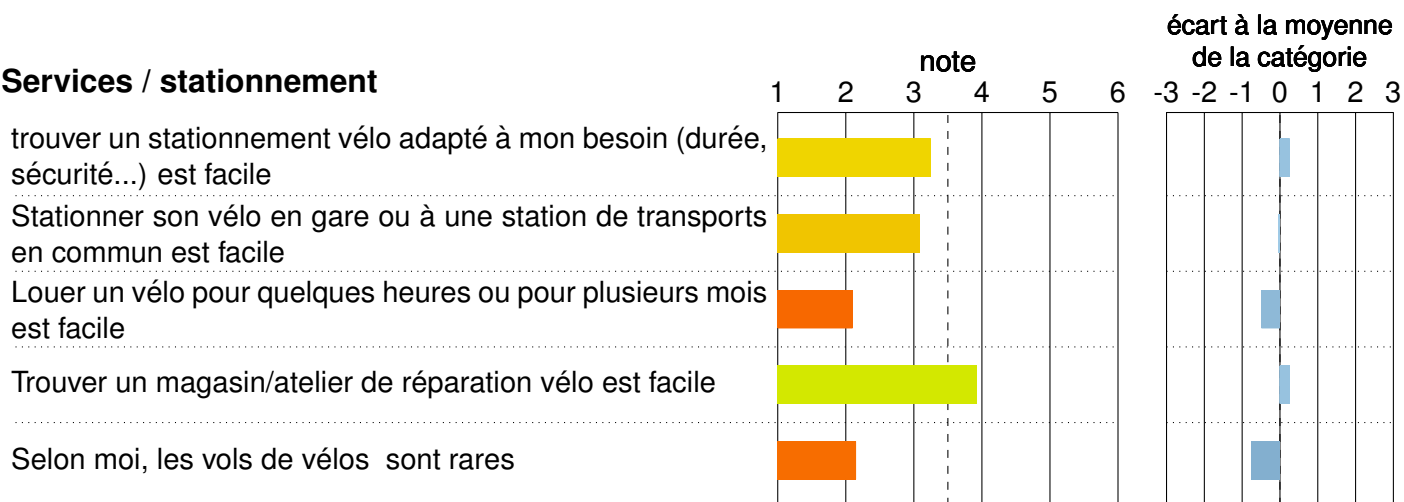 écart à la moyenne
de la catégorie
note
Services / stationnement
1 2 3 4 5 6
-3 -2 -1 0 1 2 3
trouver un stationnement vélo adapté à mon besoin (durée,
sécurité...) est facile
Stationner son vélo en gare ou à une station de transports
en commun est facile
Louer un vélo pour quelques heures ou pour plusieurs mois
est facile
Trouver un magasin/atelier de réparation vélo est facile
Selon moi, les vols de vélos sont rares